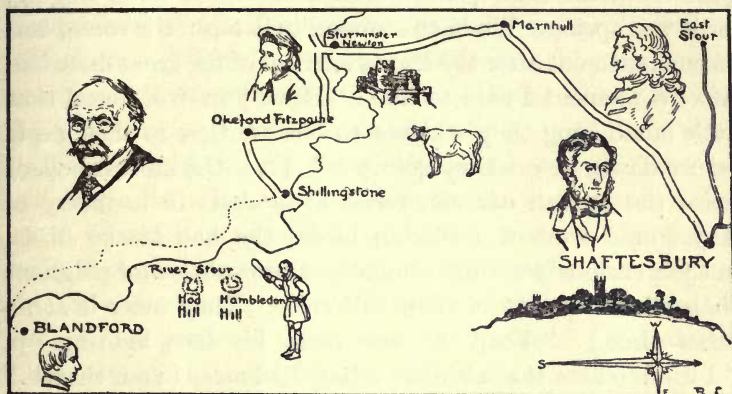 Marnhull
East
Stour
Sturminster
Newton
Okeford Fitzpaine
Shillingstone
SHAFTESBURY
River Stour
Hod
Hill
Hambledon
Hill
BLANDFORD